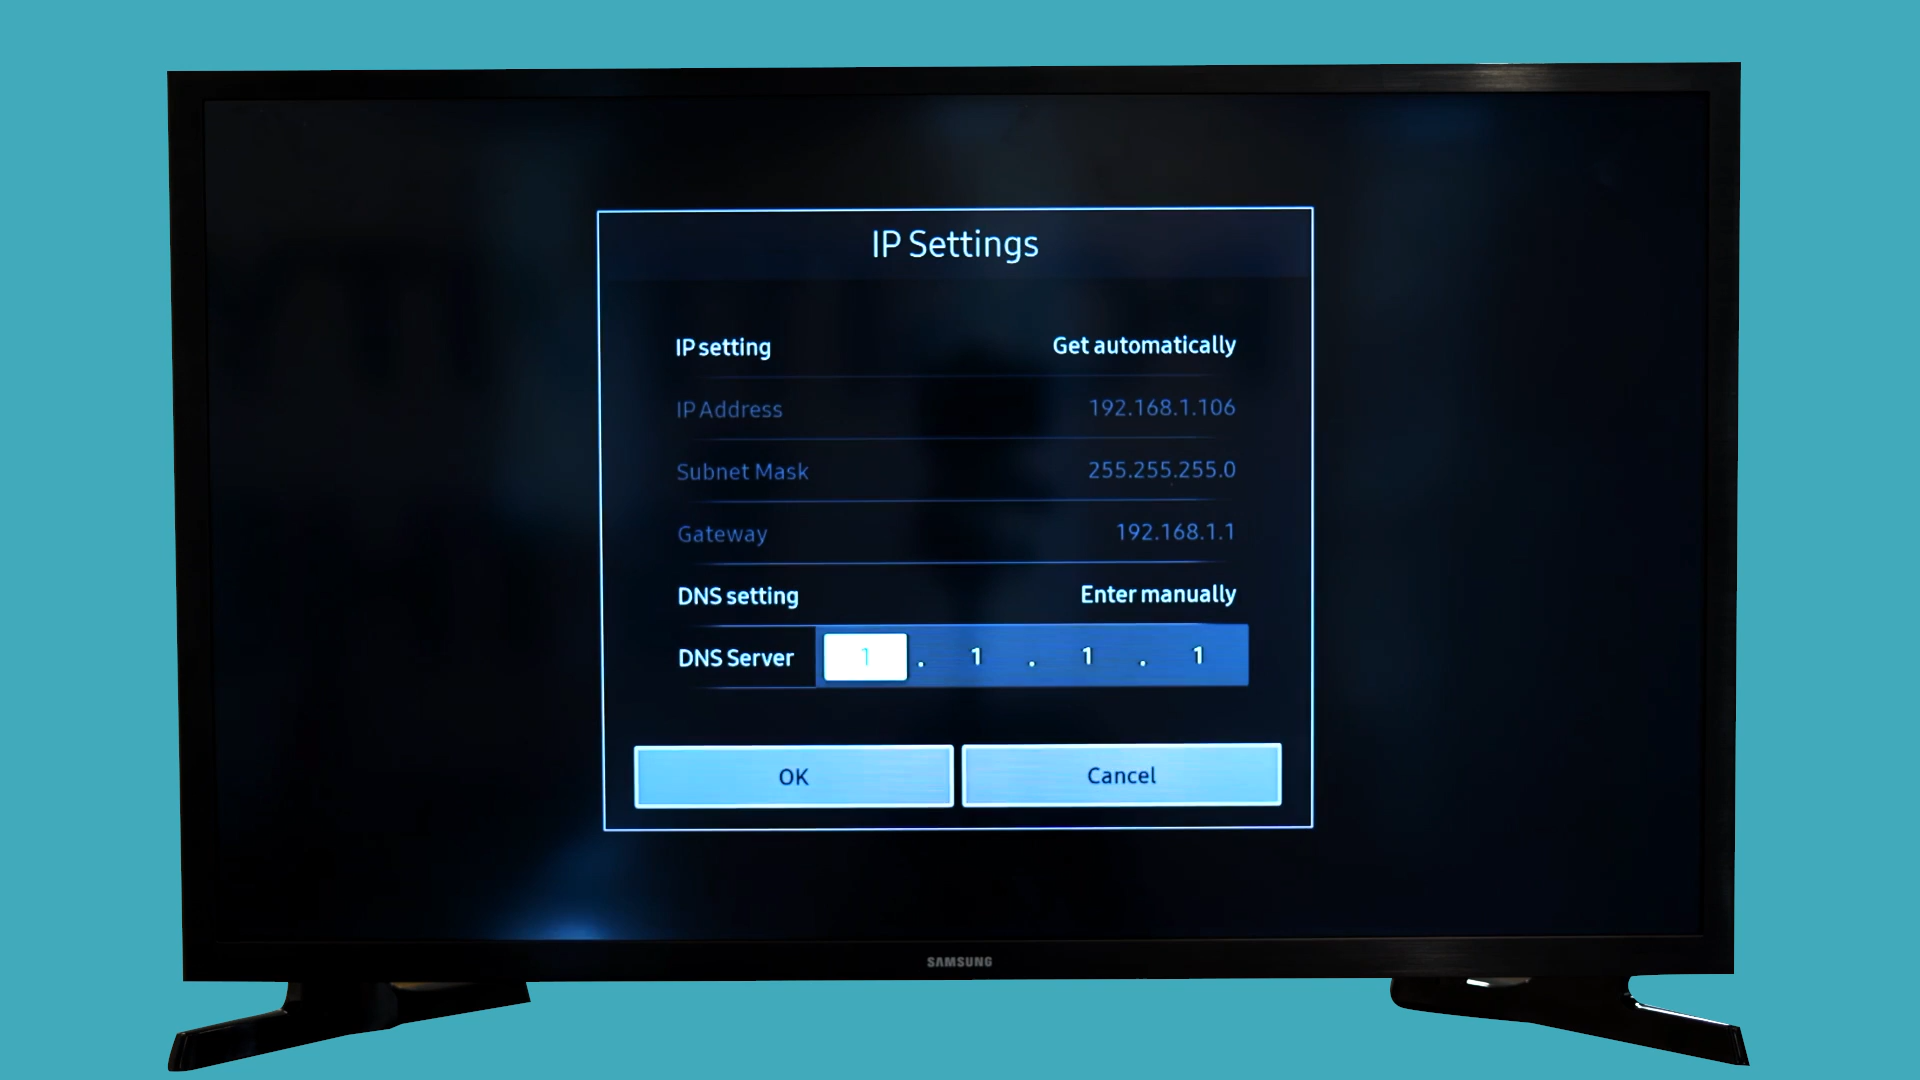 IP Settings
IP setting Get automatically
IP Address 192.168.1.106
Subnet Mask 255.255.255.0
Gateway 192.168.1.1
DNS setting Enter manually
DNS Server 1 . 1 . 1 . 1
OK Cancel
SAMSUNG